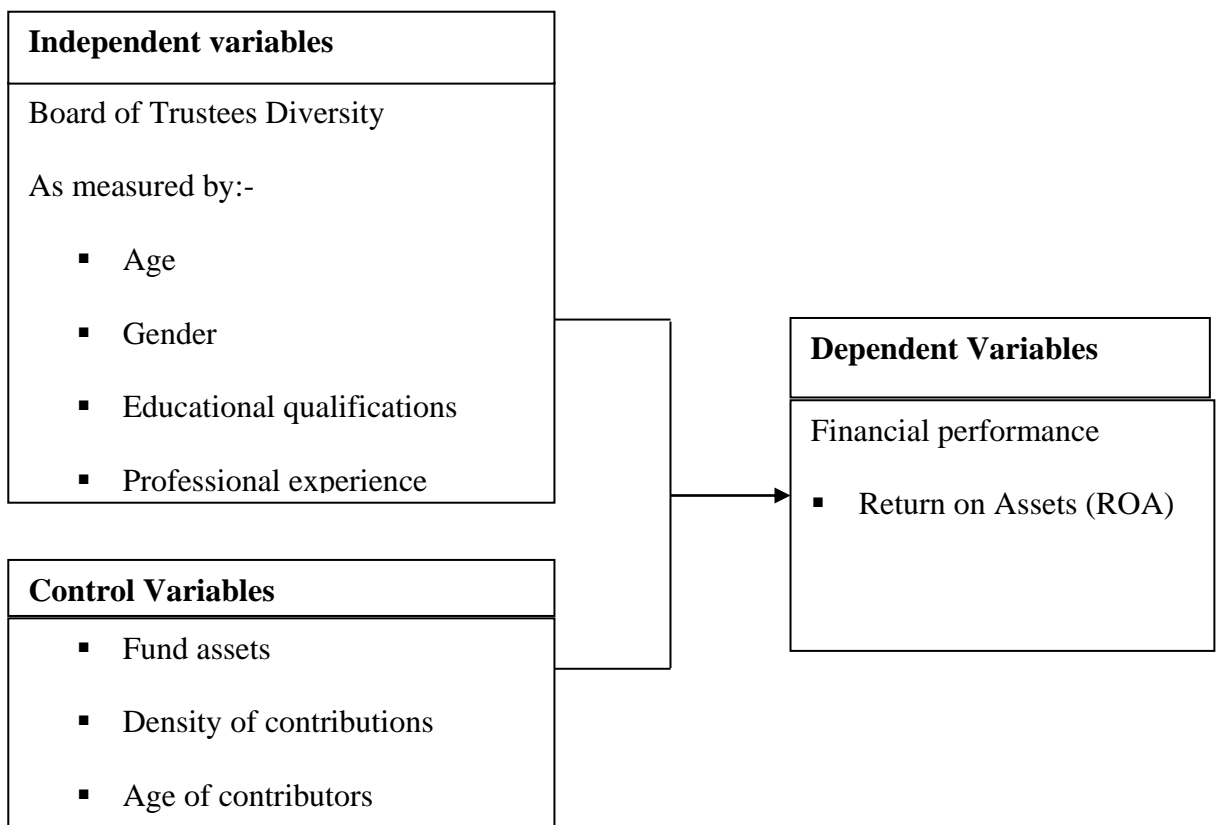 Independent variables
Board of Trustees Diversity
As measured by:-
▪ Age
▪ Gender
▪ Educational qualifications
▪ Professional experience
Control Variables
▪ Fund assets
▪ Density of contributions
▪ Age of contributors
Dependent Variables
Financial performance
▪ Return on Assets (ROA)